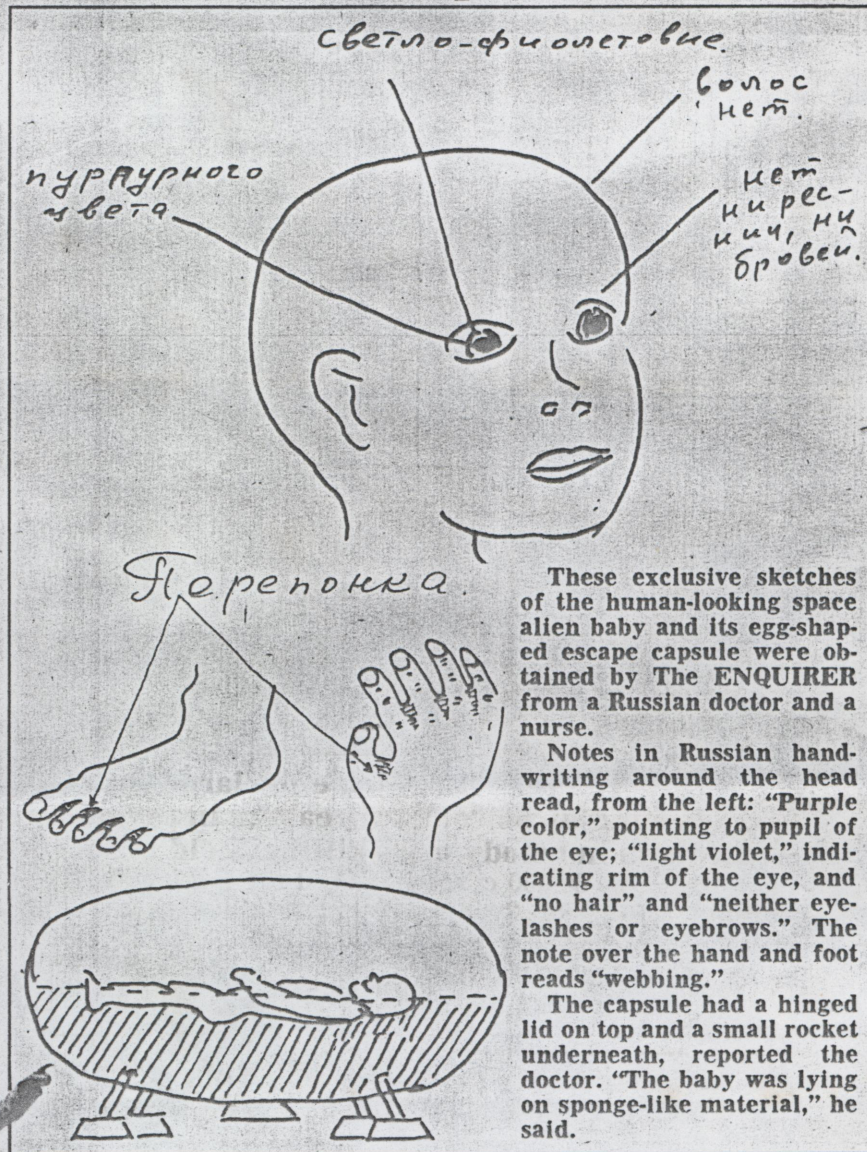 светло-фиолетовые.
волос
нет.
пурпурного
цвета
нет
ни рес-
ниц, ни
бровей.
Перепонка.
These exclusive sketches
of the human-looking space
alien baby and its egg-shap-
ed escape capsule were ob-
tained by The ENQUIRER
from a Russian doctor and a
nurse.
Notes in Russian hand-
writing around the head
read, from the left: “Purple
color,” pointing to pupil of
the eye; “light violet,” indi-
cating rim of the eye, and
“no hair” and “neither eye-
lashes or eyebrows.” The
note over the hand and foot
reads “webbing.”
The capsule had a hinged
lid on top and a small rocket
underneath, reported the
doctor. “The baby was lying
on sponge-like material,” he
said.